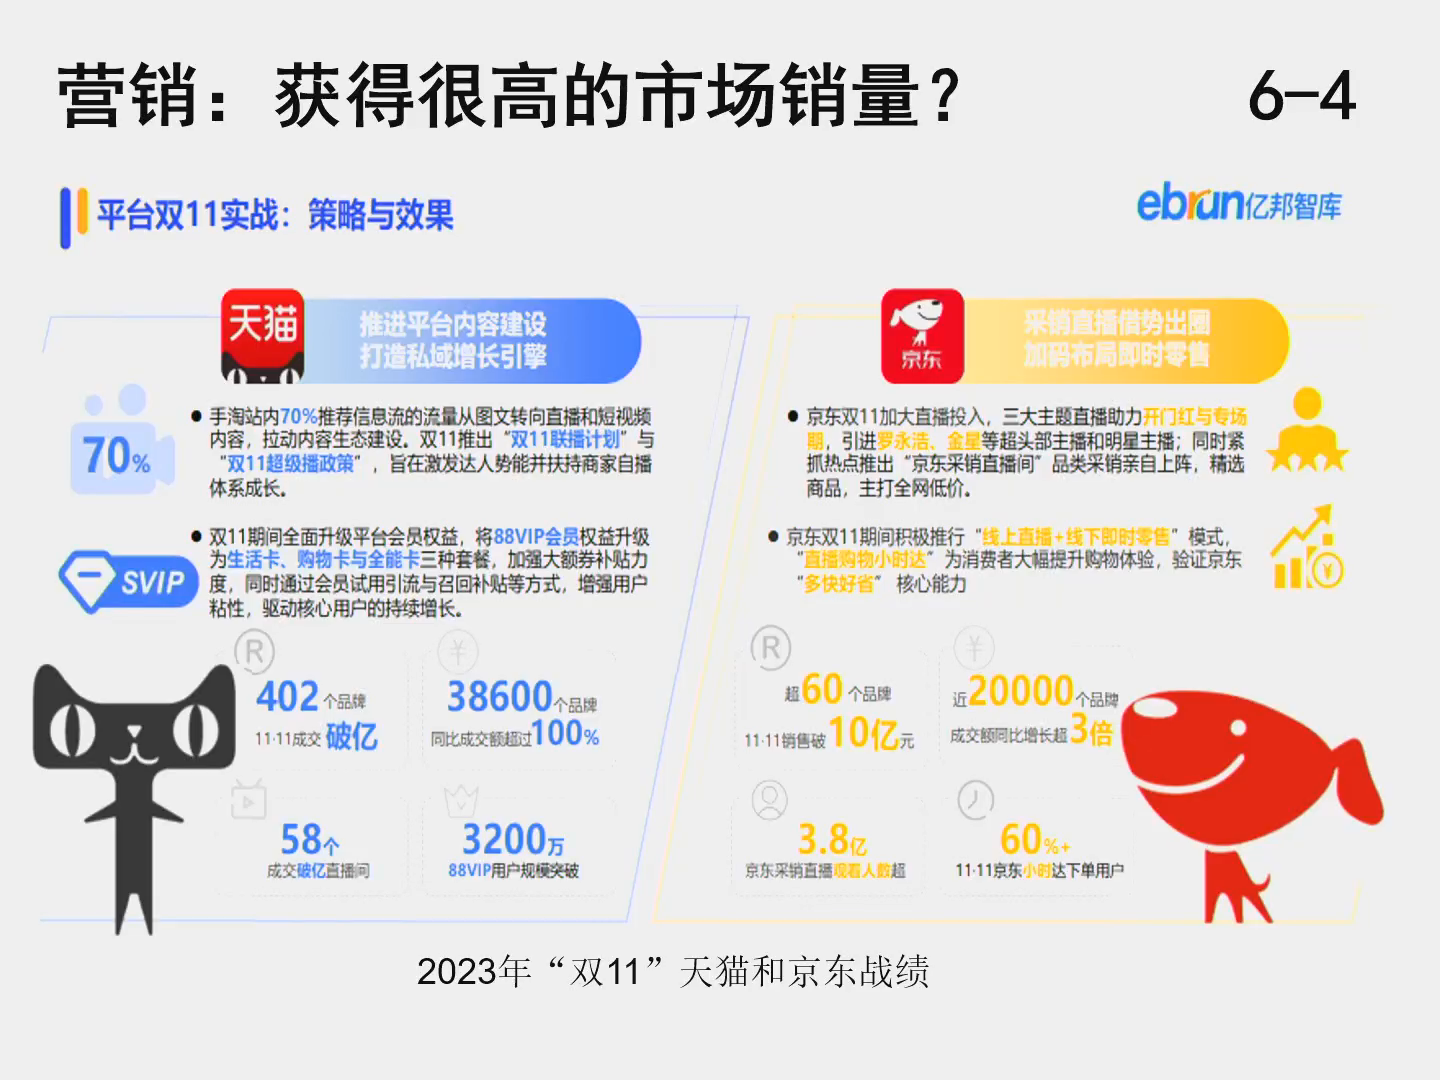 营销：获得很高的市场销量？
6-4
平台双11实战：策略与效果
ebrun亿邦智库
天猫
推进平台内容建设
打造私域增长引擎
70%
● 手淘站内70%推荐信息流的流量从图文转向直播和短视频
内容，拉动内容生态建设。双11推出“双11联播计划”与
“双11超级播政策”，旨在激发达人势能并扶持商家自播
体系成长。
SVIP
● 双11期间全面升级平台会员权益，将88VIP会员权益升级
为生活卡、购物卡与全能卡三种套餐，加强大额券补贴力
度，同时通过会员试用引流与召回补贴等方式，增强用户
粘性，驱动核心用户的持续增长。
R
402个品牌
11·11成交 破亿
¥
38600个品牌
同比成交额超过100%
58个
成交破亿直播间
3200万
88VIP用户规模突破
京东
采销直播借势出圈
加码布局即时零售
● 京东双11加大直播投入，三大主题直播助力开门红与专场
期，引进罗永浩、金星等超头部主播和明星主播；同时紧
抓热点推出“京东采销直播间”品类采销亲自上阵，精选
商品，主打全网低价。
● 京东双11期间积极推行“线上直播+线下即时零售”模式，
“直播购物小时达”为消费者大幅提升购物体验，验证京东
“多快好省” 核心能力
¥
R
超60个品牌
11·11销售破10亿元
¥
近20000个品牌
成交额同比增长超3倍
3.8亿
京东采销直播观看人数超
60%+
11·11京东小时达下单用户
2023年“双11”天猫和京东战绩